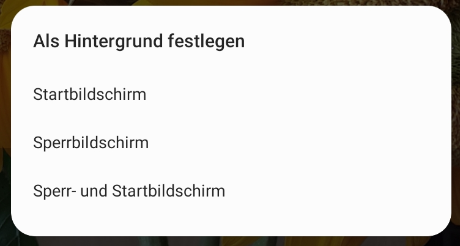 Als Hintergrund festlegen
Startbildschirm
Sperrbildschirm
Sperr- und Startbildschirm